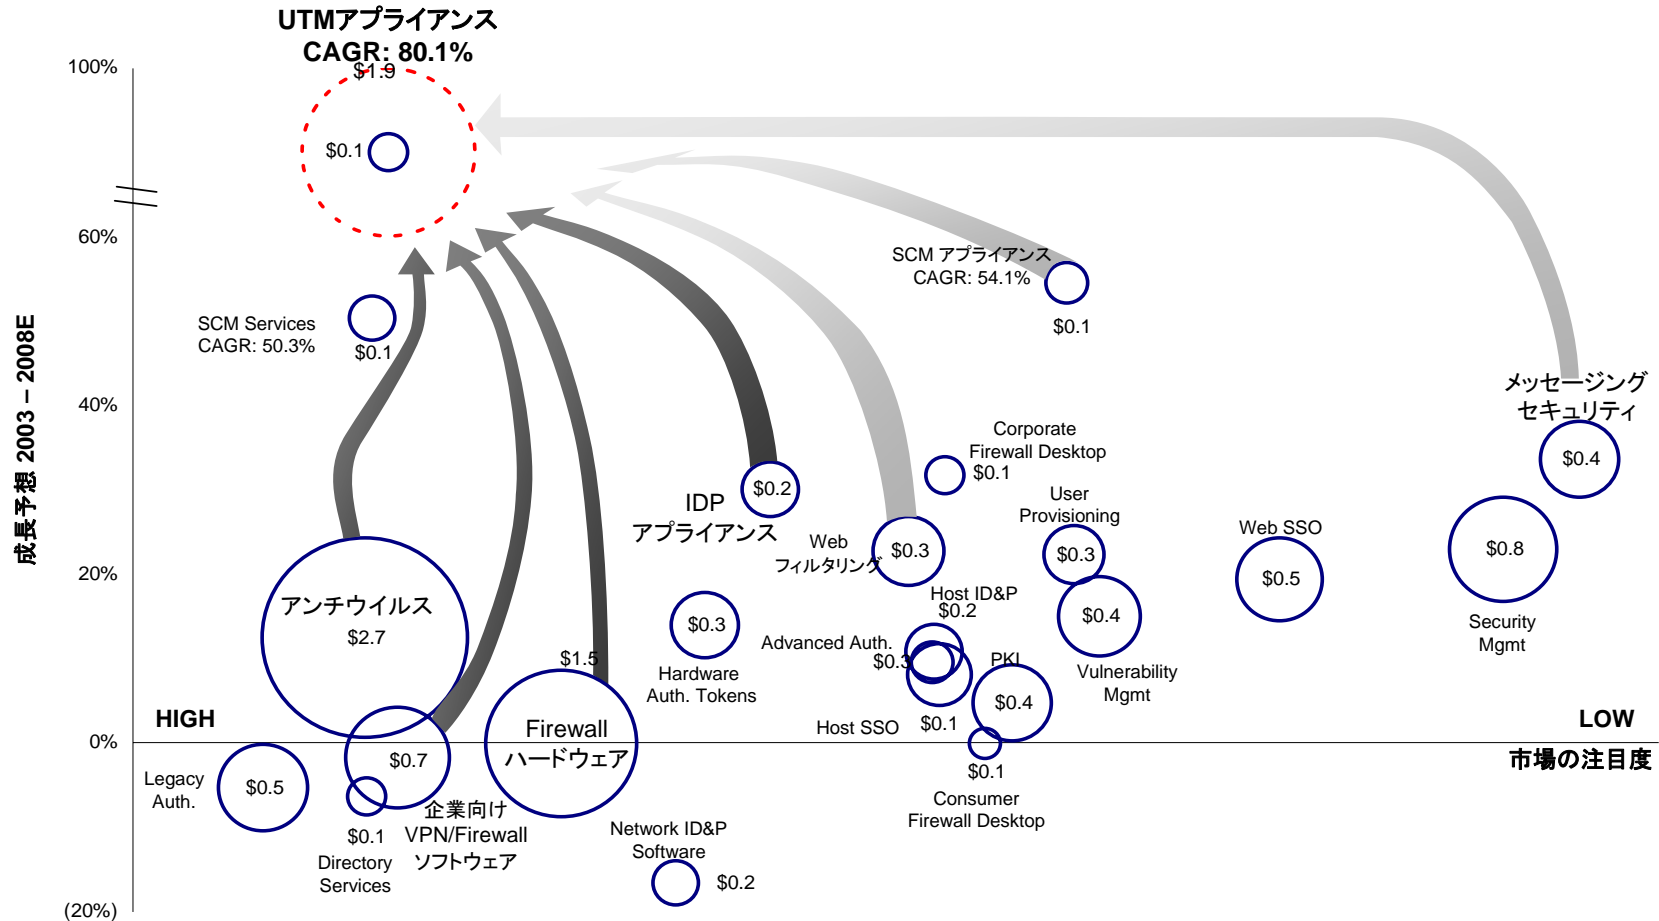 UTMアプライアンス
CAGR: 80.1%
100%
$1.9
$0.1
60%
SCM アプライアンス
CAGR: 54.1%
$0.1
SCM Services
CAGR: 50.3%
$0.1
成長予想 2003 – 2008E
40%
メッセージング
セキュリティ
$0.4
Corporate
Firewall Desktop
$0.1
IDP
アプライアンス
$0.2
User
Provisioning
$0.3
Web
フィルタリング
$0.3
Web SSO
$0.5
$0.8
Security
Mgmt
20%
アンチウイルス
$2.7
$0.3
Hardware
Auth. Tokens
Host ID&P
$0.2
Advanced Auth.
$0.3
PKI
$0.4
$0.4
Vulnerability
Mgmt
$1.5
Firewall
ハードウェア
Host SSO
$0.1
HIGH
LOW
0%
市場の注目度
Legacy
Auth.
$0.5
$0.7
企業向け
VPN/Firewall
ソフトウェア
$0.1
Directory
Services
$0.1
Consumer
Firewall Desktop
Network ID&P
Software
$0.2
(20%)